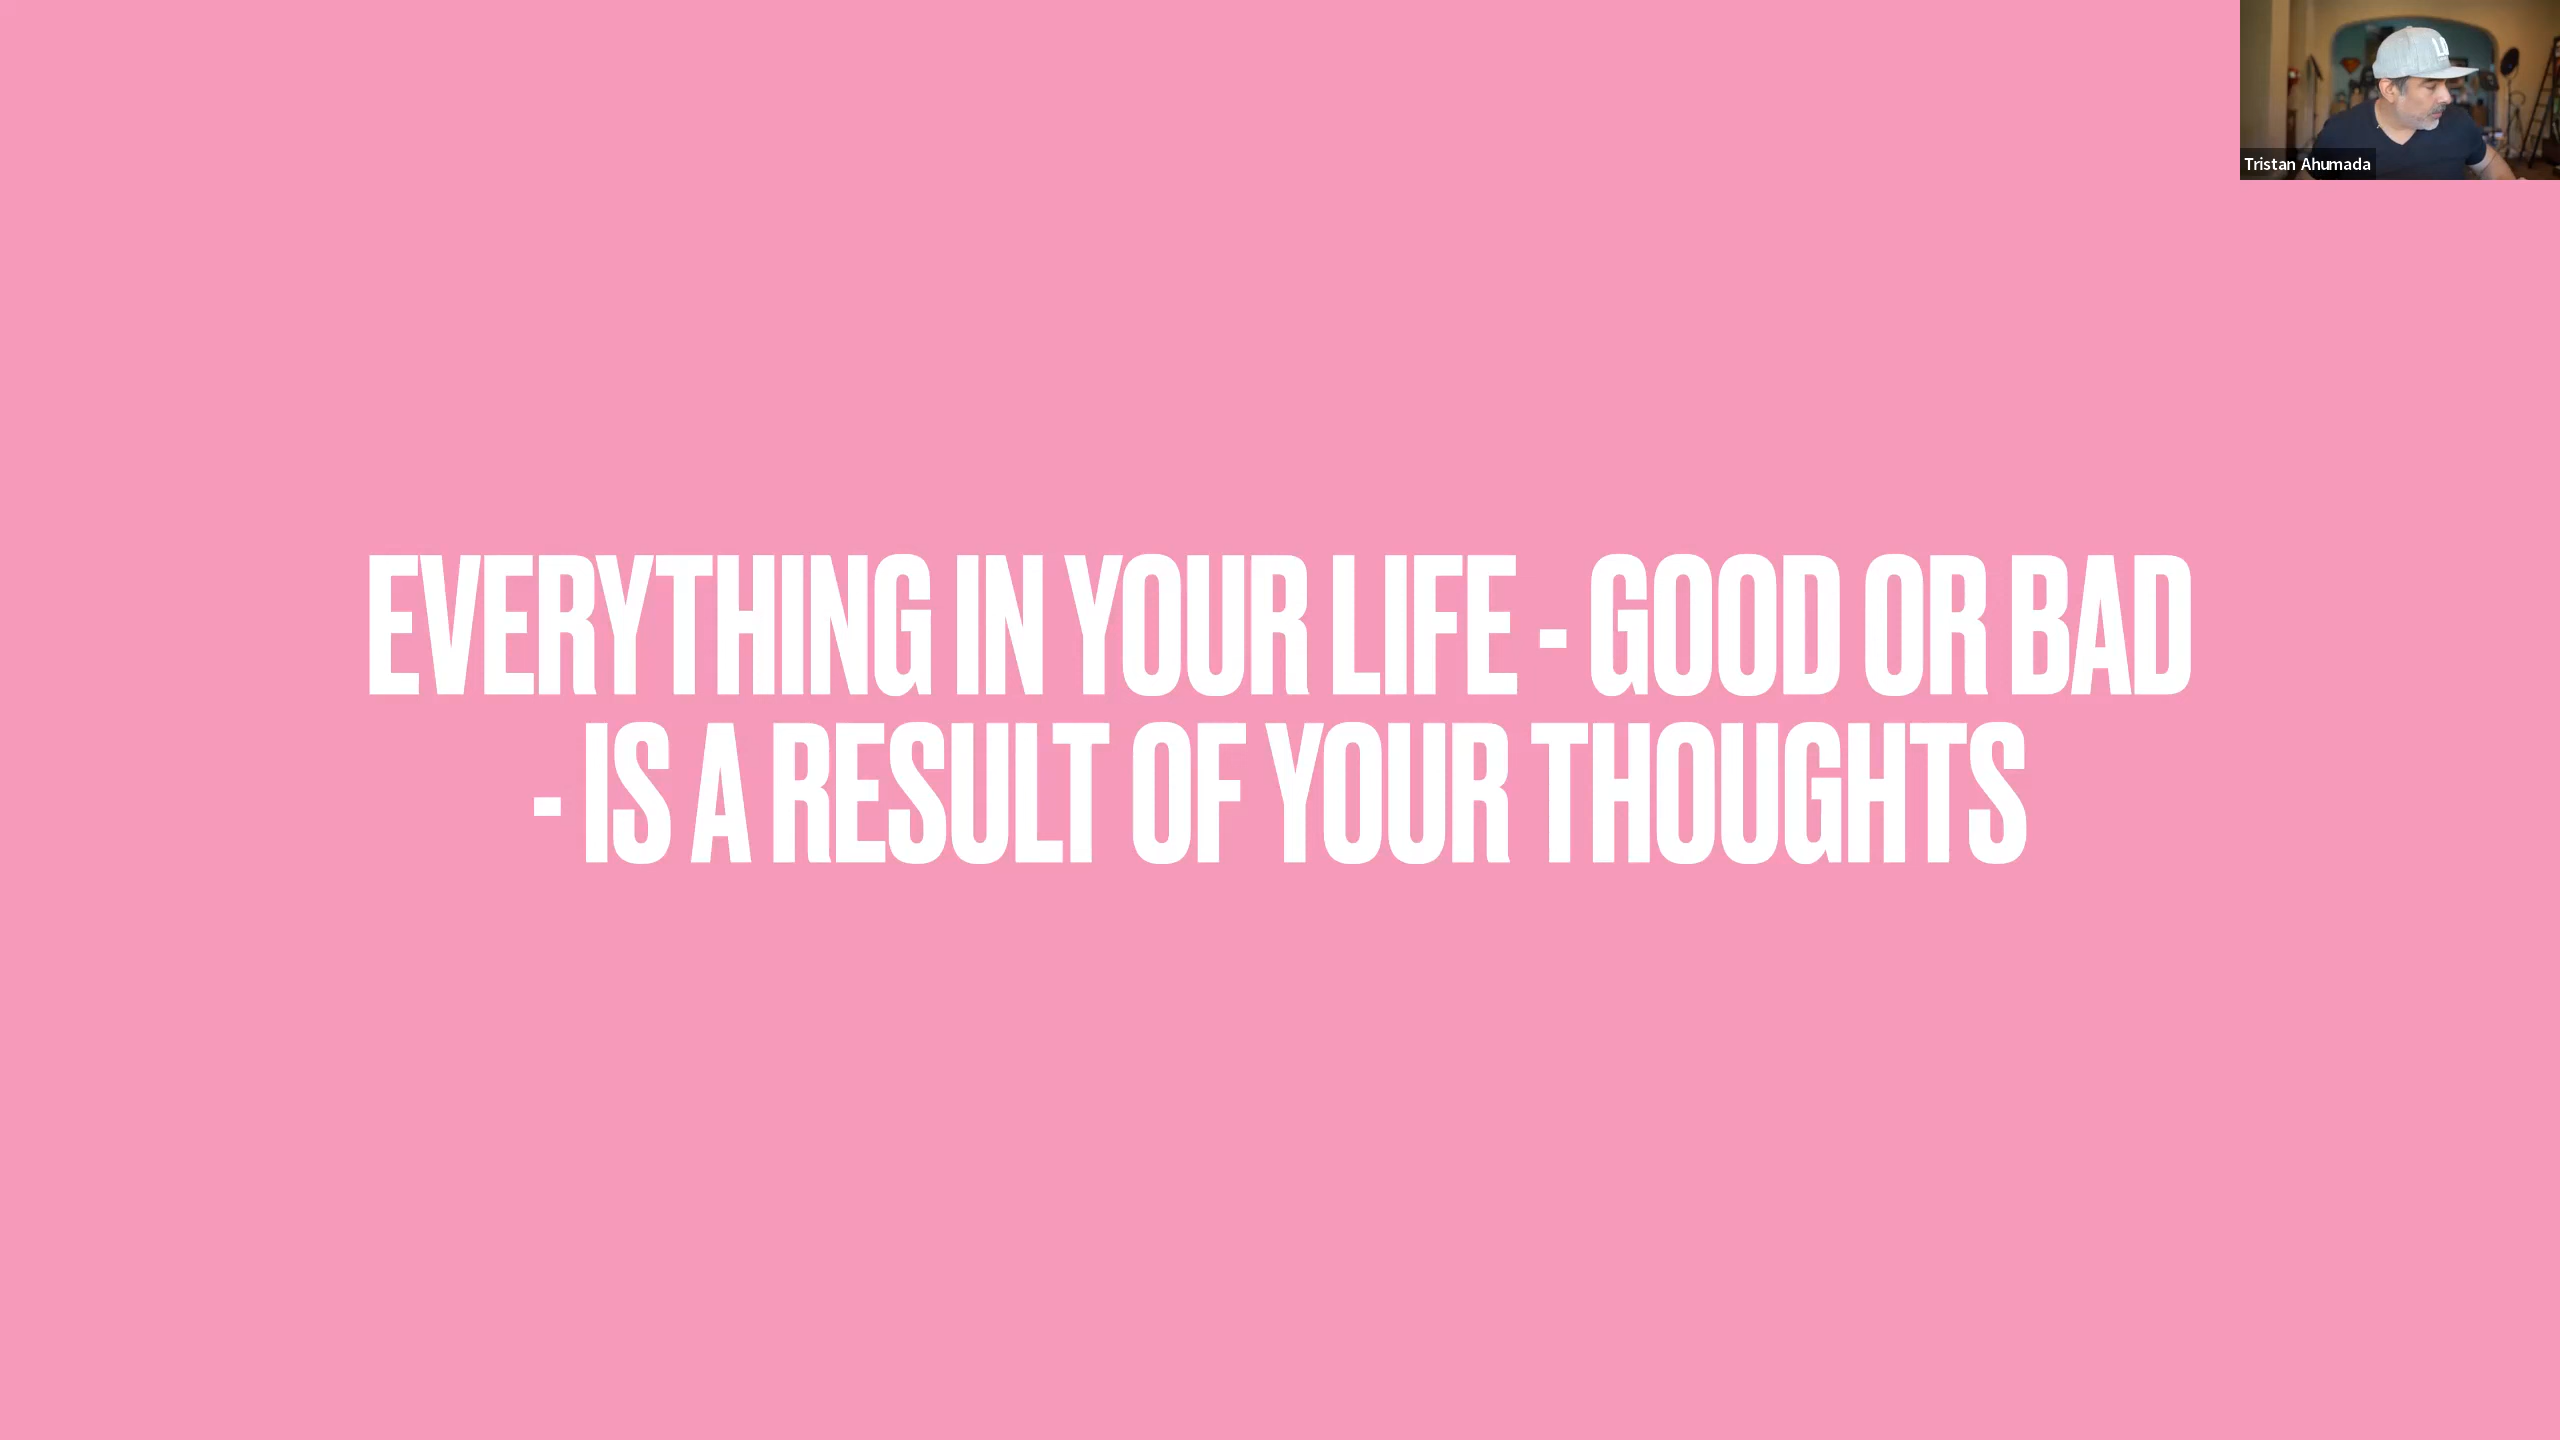 Tristan Ahumada
EVERYTHING IN YOUR LIFE - GOOD OR BAD
- IS A RESULT OF YOUR THOUGHTS